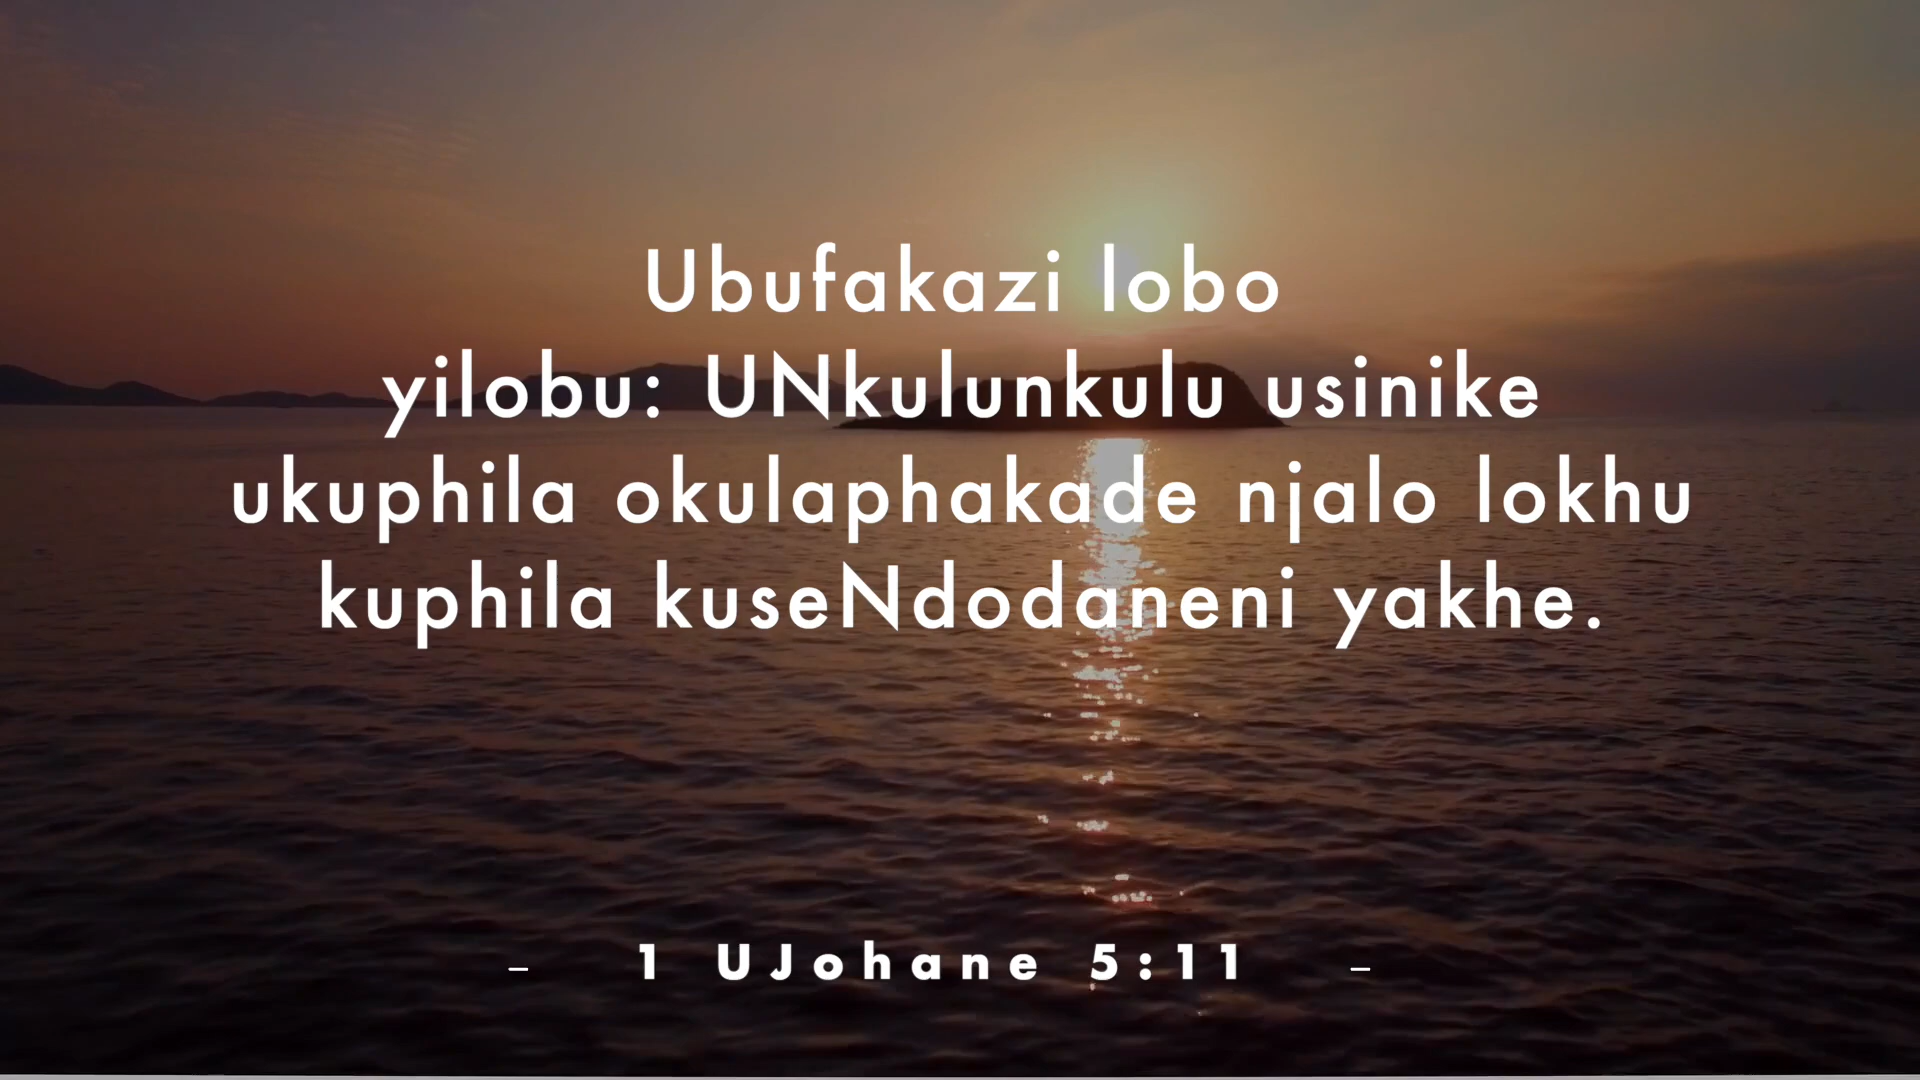 Ubufakazi lobo
yilobu: UNkulunkulu usinike
ukuphila okulaphakade njalo lokhu
kuphila kuseNdodaneni yakhe.
– 1 UJohane 5:11 –